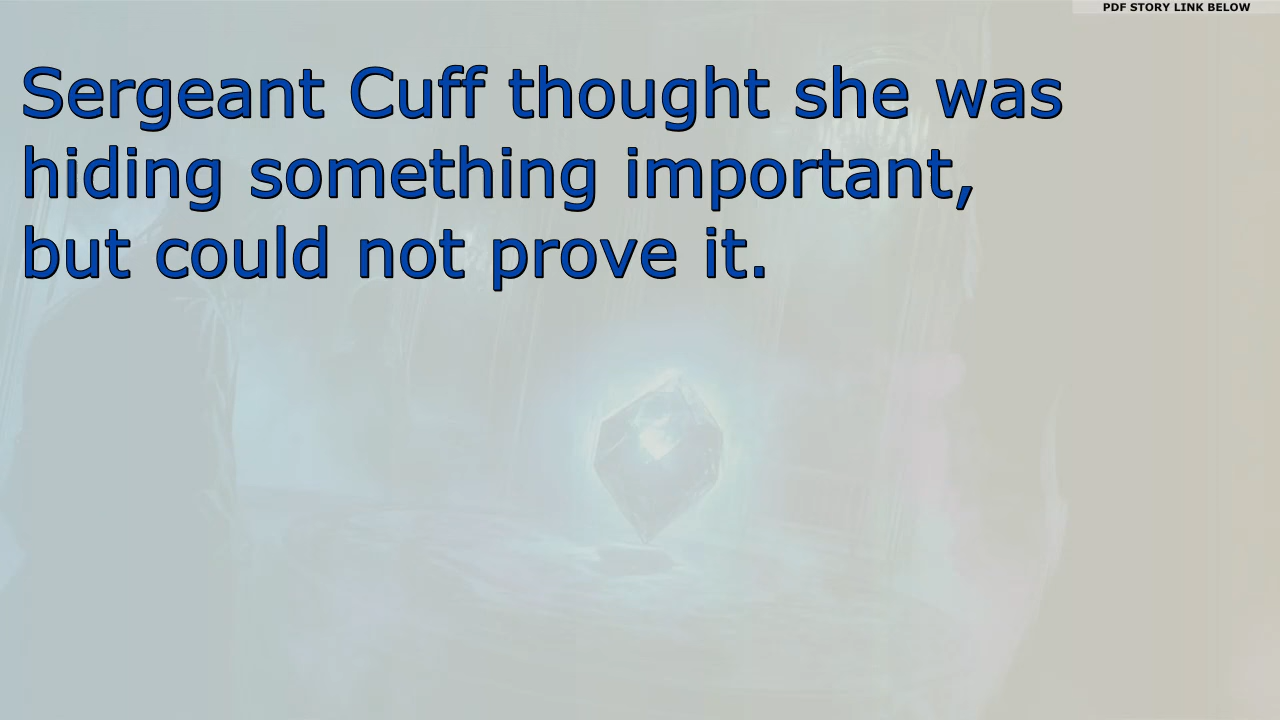 PDF STORY LINK BELOW
Sergeant Cuff thought she was
hiding something important,
but could not prove it.